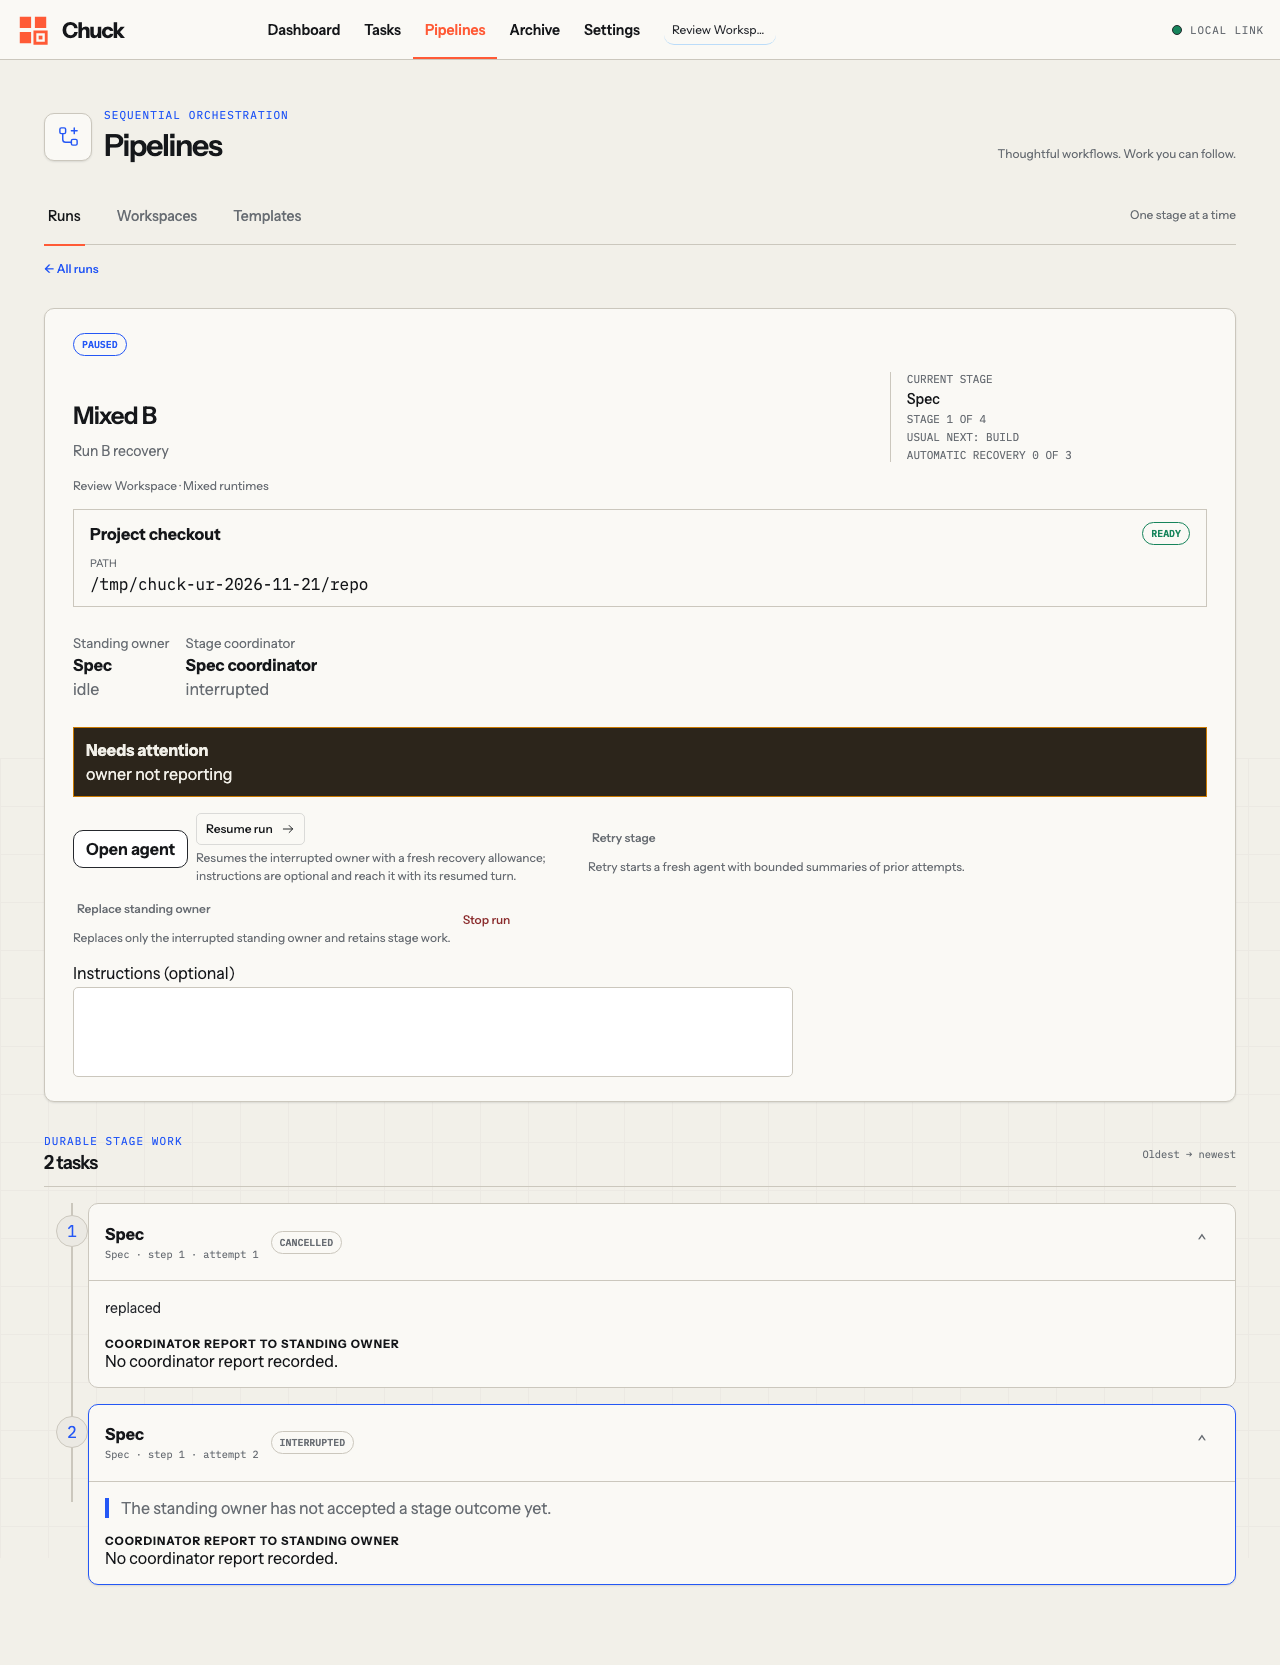 Chuck
Dashboard
Tasks
Pipelines
Archive
Settings
Review Worksp...
LOCAL LINK
SEQUENTIAL ORCHESTRATION
Pipelines
Thoughtful workflows. Work you can follow.
Runs
Workspaces
Templates
One stage at a time
← All runs
PAUSED
Mixed B
Run B recovery
Review Workspace · Mixed runtimes
CURRENT STAGE
Spec
STAGE 1 OF 4
USUAL NEXT: BUILD
AUTOMATIC RECOVERY 0 OF 3
Project checkout
READY
PATH
/tmp/chuck-ur-2026-11-21/repo
Standing owner
Spec
idle
Stage coordinator
Spec coordinator
interrupted
Needs attention
owner not reporting
Open agent
Resume run →
Resumes the interrupted owner with a fresh recovery allowance;
instructions are optional and reach it with its resumed turn.
Retry stage
Retry starts a fresh agent with bounded summaries of prior attempts.
Replace standing owner
Replaces only the interrupted standing owner and retains stage work.
Stop run
Instructions (optional)
DURABLE STAGE WORK
2 tasks
Oldest → newest
1
Spec
Spec · step 1 · attempt 1
CANCELLED
replaced
COORDINATOR REPORT TO STANDING OWNER
No coordinator report recorded.
2
Spec
Spec · step 1 · attempt 2
INTERRUPTED
The standing owner has not accepted a stage outcome yet.
COORDINATOR REPORT TO STANDING OWNER
No coordinator report recorded.